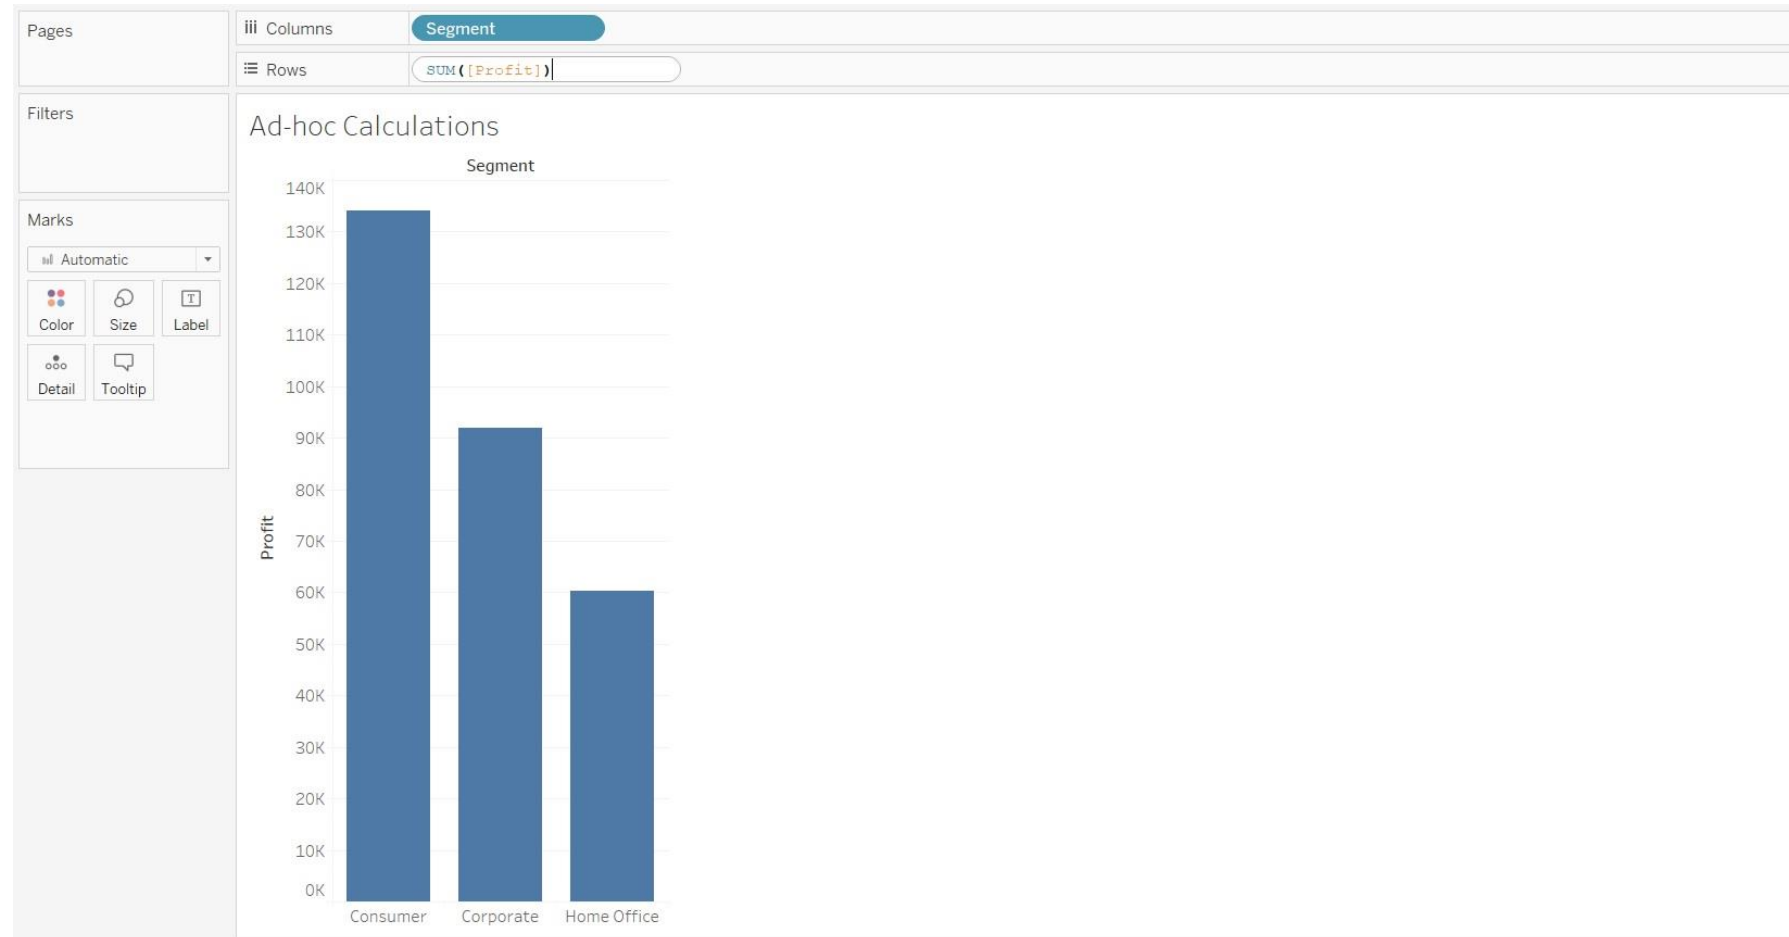 Pages
Columns
Segment
Rows
SUM([Profit])
Filters
Marks
Automatic
Color
Size
Label
Detail
Tooltip
Ad-hoc Calculations
Segment
140K
130K
120K
110K
100K
90K
80K
70K
60K
50K
40K
30K
20K
10K
0K
Profit
Consumer
Corporate
Home Office